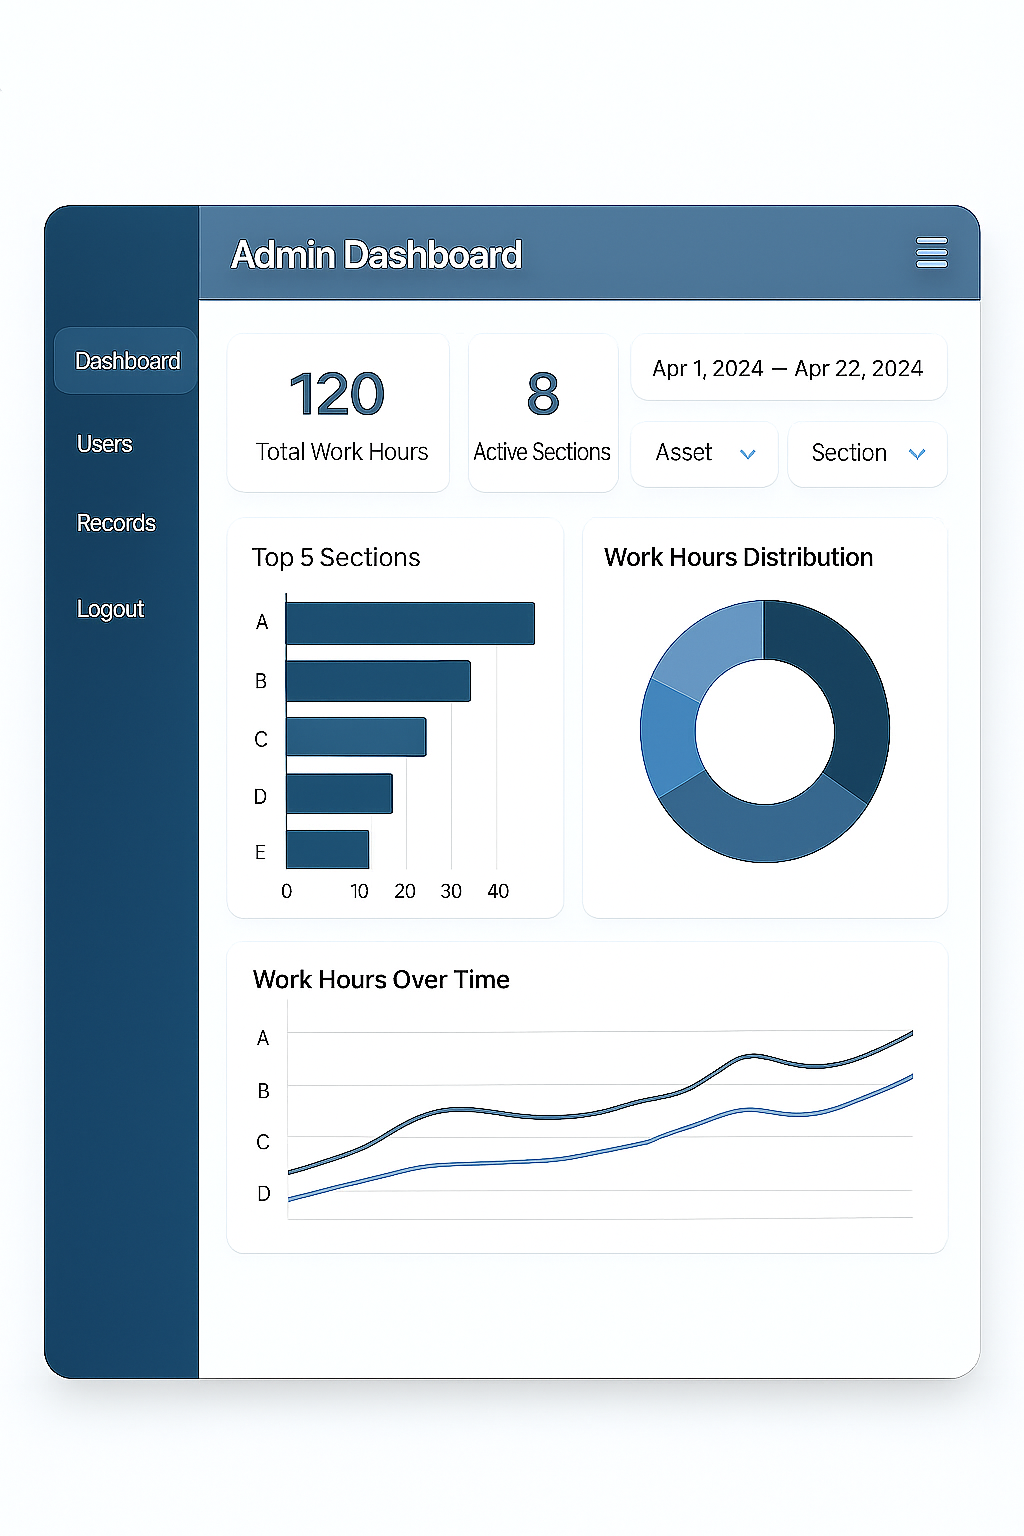 Admin Dashboard
Dashboard
Users
Records
Logout
120
Total Work Hours
8
Active Sections
Apr 1, 2024 – Apr 22, 2024
Asset
Section
Top 5 Sections
A
B
C
D
E
0 10 20 30 40
Work Hours Distribution
Work Hours Over Time
A
B
C
D